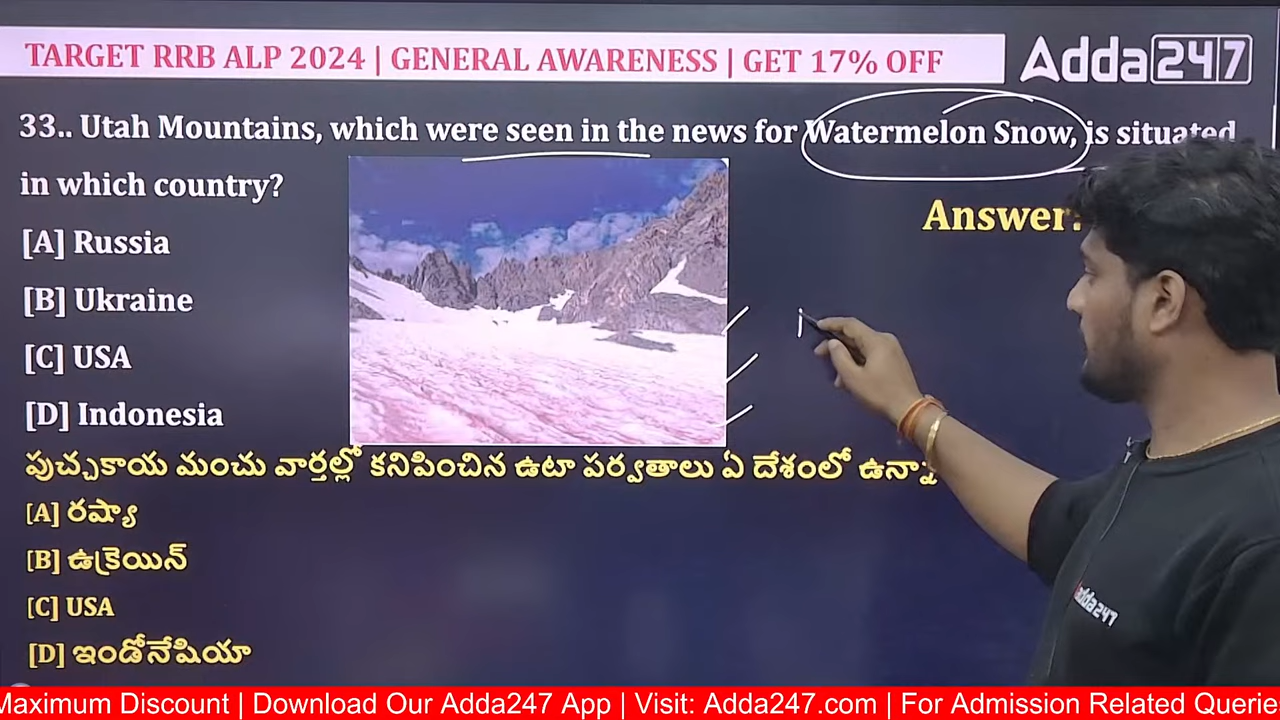 TARGET RRB ALP 2024 | GENERAL AWARENESS | GET 17% OFF
Adda247
33.. Utah Mountains, which were seen in the news for Watermelon Snow, is situated
in which country?
Answer:
[A] Russia
[B] Ukraine
[C] USA
[D] Indonesia
పుచ్చకాయ మంచు వార్తల్లో కనిపించిన ఉటా పర్వతాలు ఏ దేశంలో
[A] రష్యా
[B] ఉక్రెయిన్
[C] USA
[D] ఇండోనేషియా
adda247
Maximum Discount | Download Our Adda247 App | Visit: Adda247.com | For Admission Related